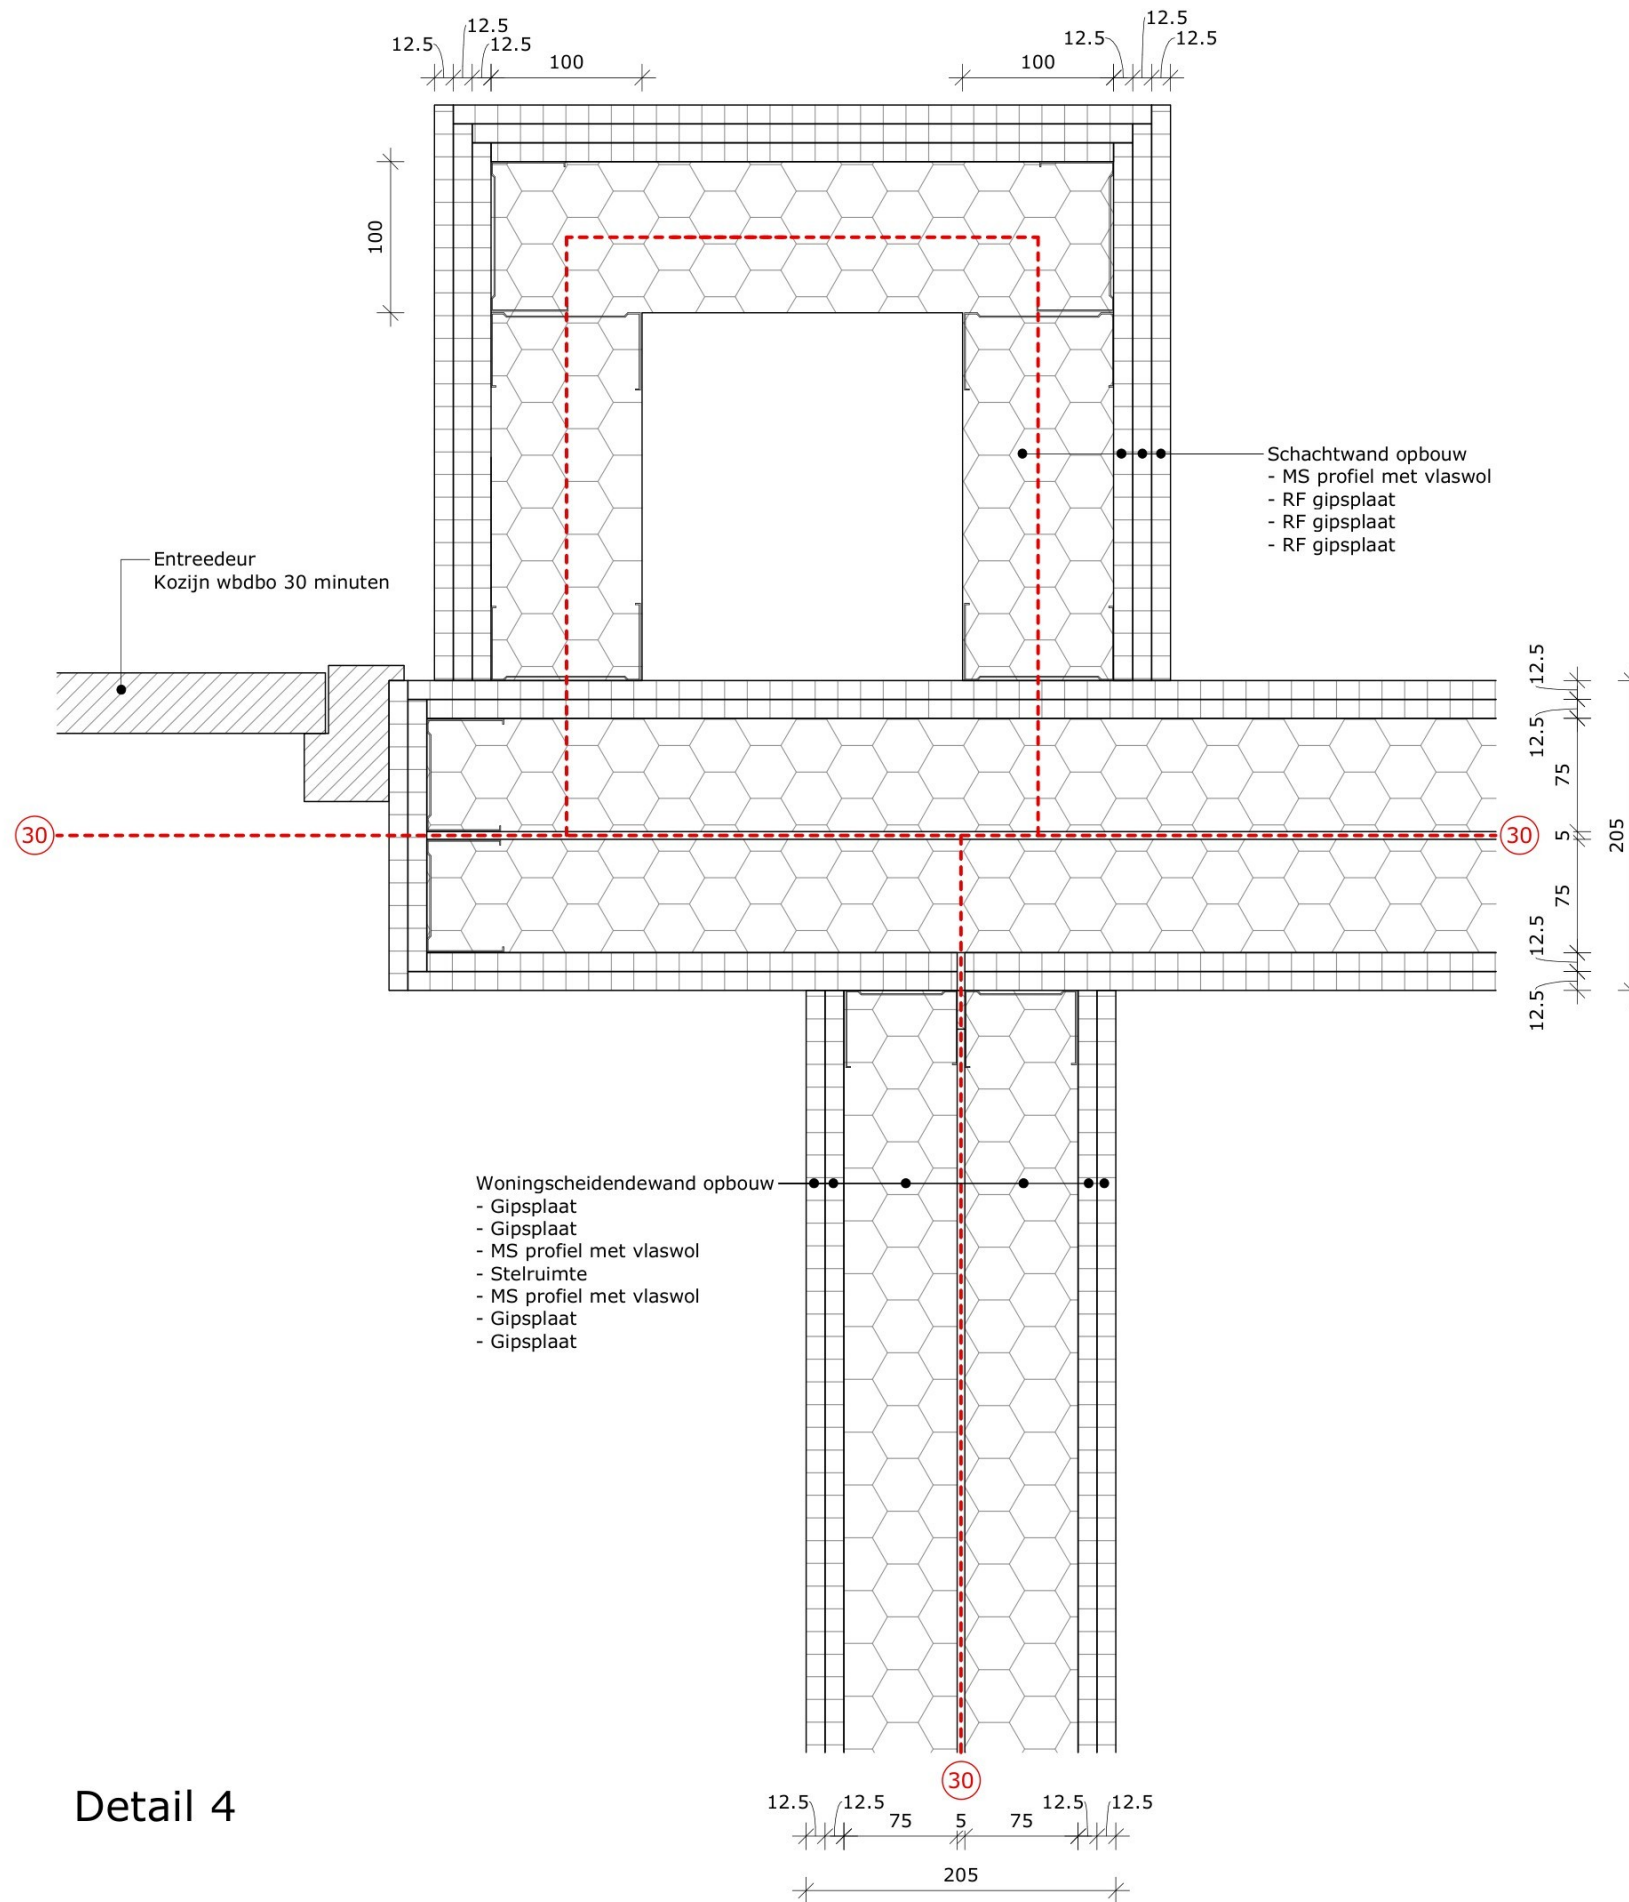 12.5
12.5
12.5
100
100
12.5
12.5
12.5
100
Schachtwand opbouw
- MS profiel met vlaswol
- RF gipsplaat
- RF gipsplaat
- RF gipsplaat
Entreedeur
Kozijn wbdbo 30 minuten
12.5
12.5
75
5
75
12.5
12.5
205
30
30
Woningscheidendewand opbouw
- Gipsplaat
- Gipsplaat
- MS profiel met vlaswol
- Stelruimte
- MS profiel met vlaswol
- Gipsplaat
- Gipsplaat
30
Detail 4
12.5
12.5
75
5
75
12.5
12.5
205